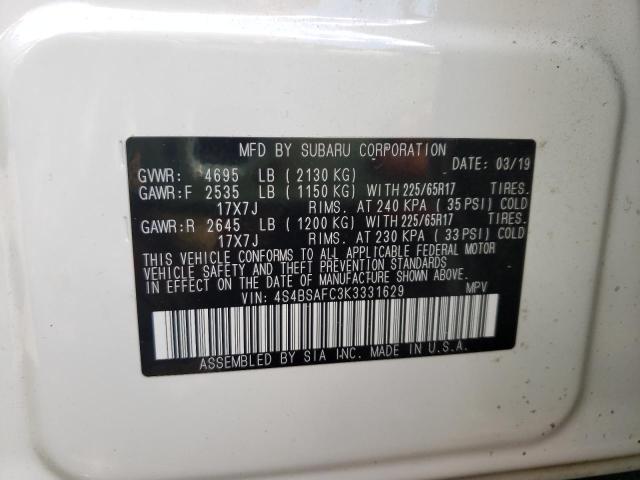 MFD BY SUBARU CORPORATION
DATE: 03/19
GVWR: 4695 LB (2130 KG)
GAWR:F 2535 LB (1150 KG) WITH 225/65R17 TIRES.
17X7J RIMS. AT 240 KPA (35 PSI) COLD
GAWR:R 2645 LB (1200 KG) WITH 225/65R17 TIRES.
17X7J RIMS. AT 230 KPA (33 PSI) COLD
THIS VEHICLE CONFORMS TO ALL APPLICABLE FEDERAL MOTOR
VEHICLE SAFETY AND THEFT PREVENTION STANDARDS
IN EFFECT ON THE DATE OF MANUFACTURE SHOWN ABOVE.
VIN: 4S4BSAFC3K3331629 MPV
ASSEMBLED BY SIA INC. MADE IN U.S.A.